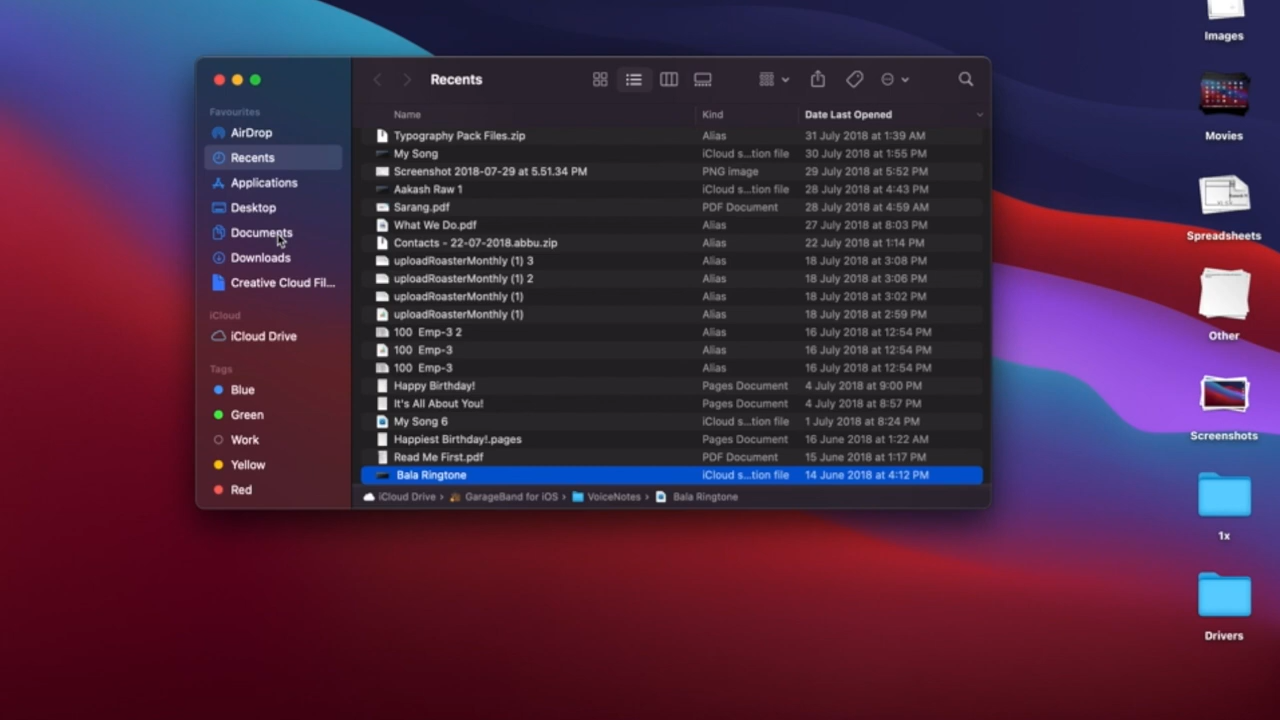 Recents
Favourites
AirDrop
Recents
Applications
Desktop
Documents
Downloads
Creative Cloud Fil...
iCloud
iCloud Drive
Tags
Blue
Green
Work
Yellow
Red
Name Kind Date Last Opened
Typography Pack Files.zip Alias 31 July 2018 at 1:39 AM
My Song iCloud s...tion file 30 July 2018 at 1:55 PM
Screenshot 2018-07-29 at 5.51.34 PM PNG image 29 July 2018 at 5:52 PM
Aakash Raw 1 iCloud s...tion file 28 July 2018 at 4:43 PM
Sarang.pdf PDF Document 28 July 2018 at 4:59 AM
What We Do.pdf Alias 27 July 2018 at 8:03 PM
Contacts - 22-07-2018.abbu.zip Alias 22 July 2018 at 1:14 PM
uploadRoasterMonthly (1) 3 Alias 18 July 2018 at 3:08 PM
uploadRoasterMonthly (1) 2 Alias 18 July 2018 at 3:06 PM
uploadRoasterMonthly (1) Alias 18 July 2018 at 3:02 PM
uploadRoasterMonthly (1) Alias 18 July 2018 at 2:59 PM
100 Emp-3 2 Alias 16 July 2018 at 12:54 PM
100 Emp-3 Alias 16 July 2018 at 12:54 PM
100 Emp-3 Alias 16 July 2018 at 12:54 PM
Happy Birthday! Pages Document 4 July 2018 at 9:00 PM
It's All About You! Pages Document 4 July 2018 at 8:57 PM
My Song 6 iCloud s...tion file 1 July 2018 at 8:24 PM
Happiest Birthday!.pages Pages Document 16 June 2018 at 1:22 AM
Read Me First.pdf PDF Document 15 June 2018 at 1:17 PM
Bala Ringtone iCloud s...tion file 14 June 2018 at 4:12 PM
iCloud Drive › GarageBand for iOS › VoiceNotes › Bala Ringtone
Images
Movies
Spreadsheets
Other
Screenshots
1x
Drivers